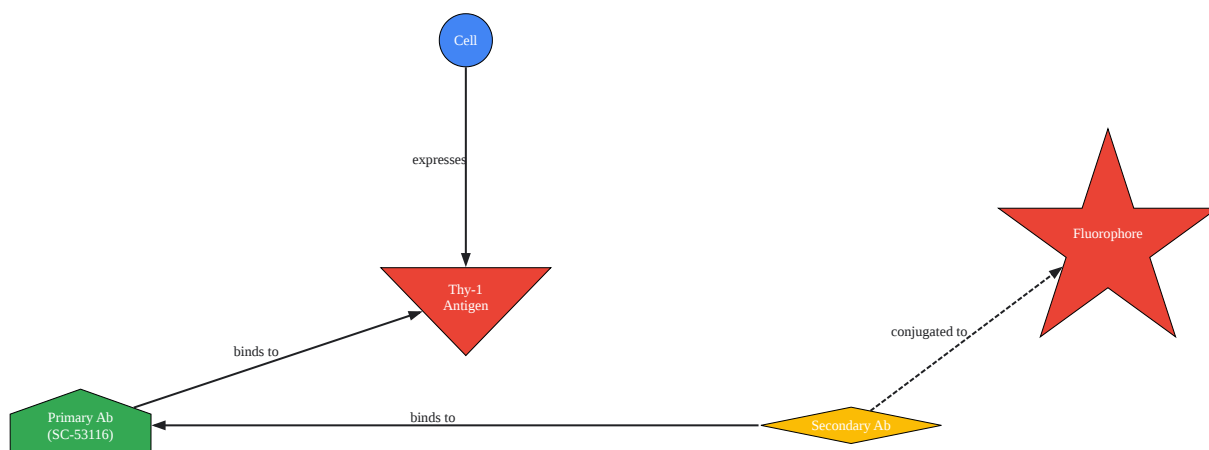 Cell
expresses
Fluorophore
Thy-1
Antigen
conjugated to
binds to
Primary Ab
(SC-53116)
binds to
Secondary Ab